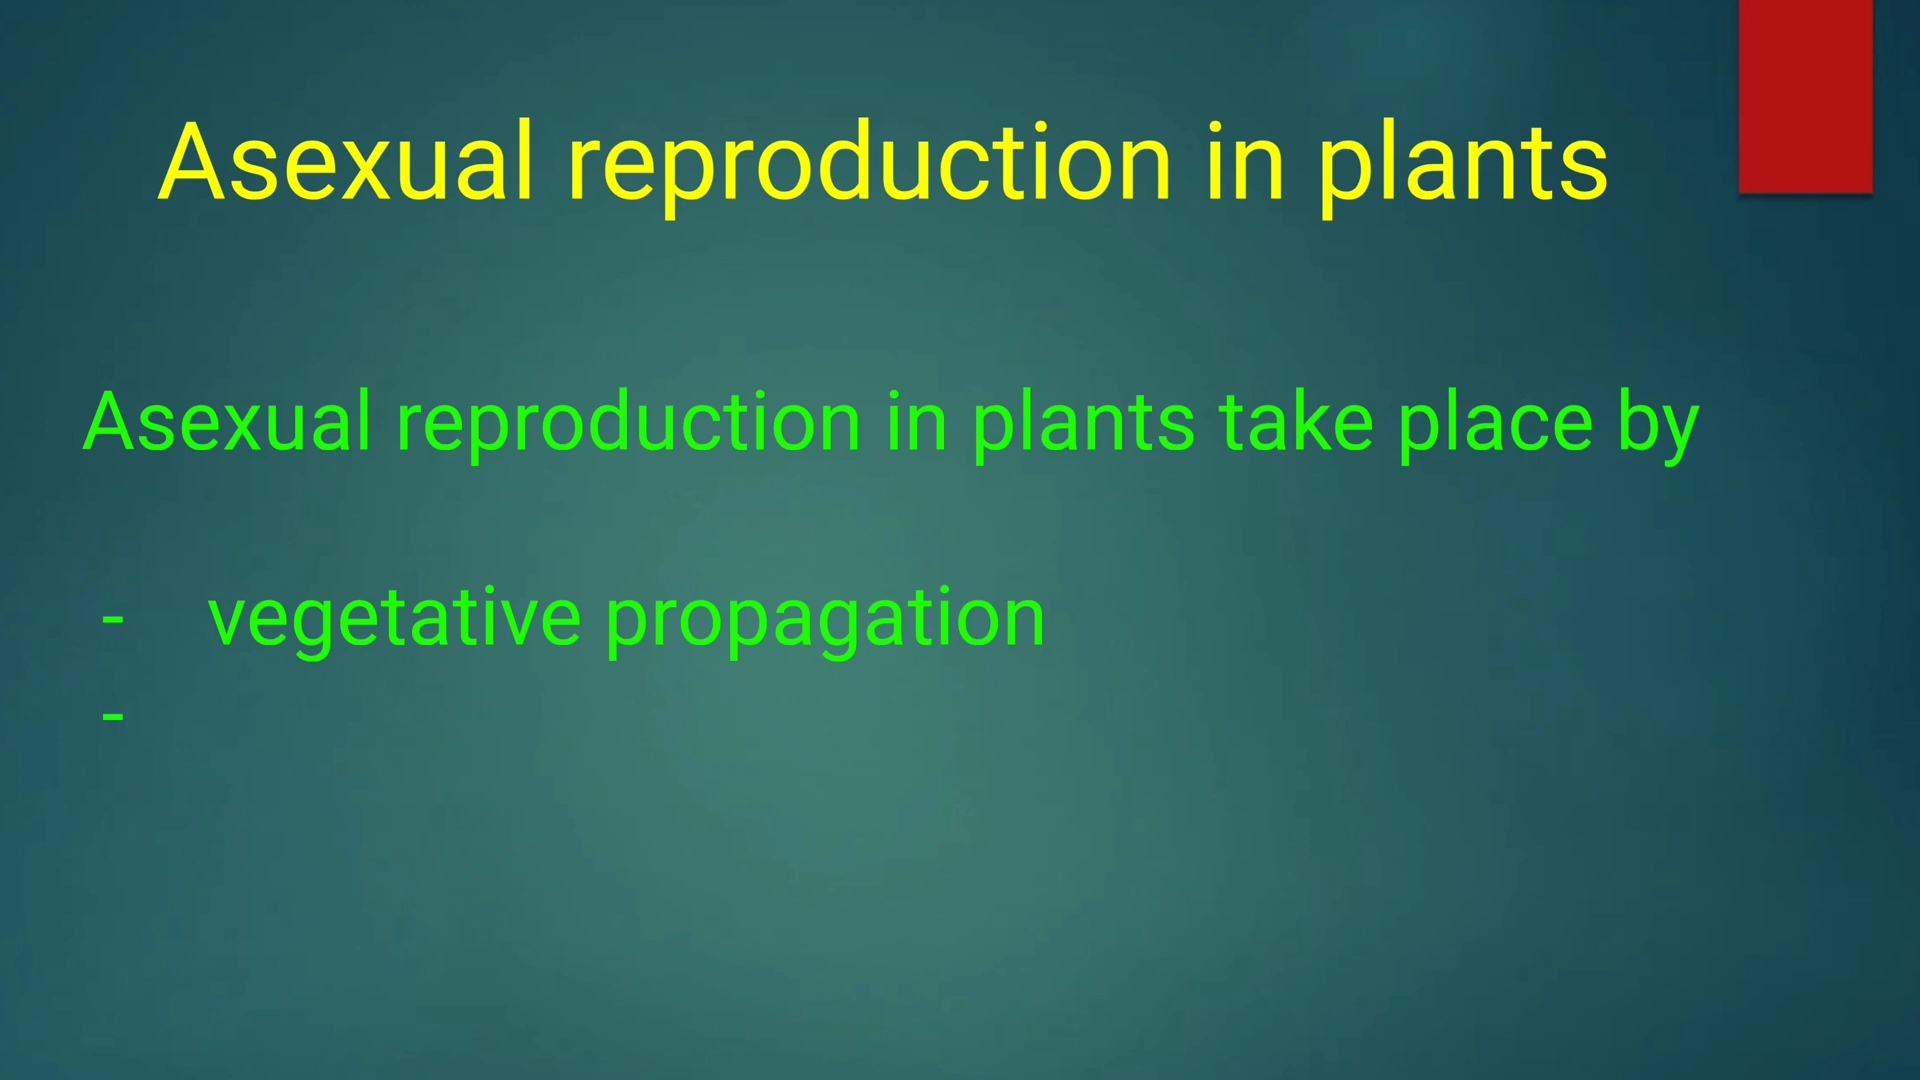 Asexual reproduction in plants
Asexual reproduction in plants take place by
- vegetative propagation
-